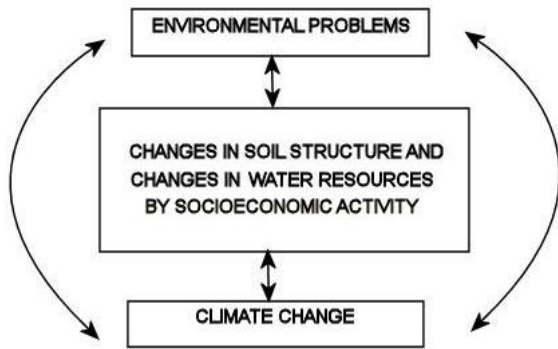 ENVIRONMENTAL PROBLEMS
CHANGES IN SOIL STRUCTURE AND
CHANGES IN WATER RESOURCES
BY SOCIOECONOMIC ACTIVITY
CLIMATE CHANGE